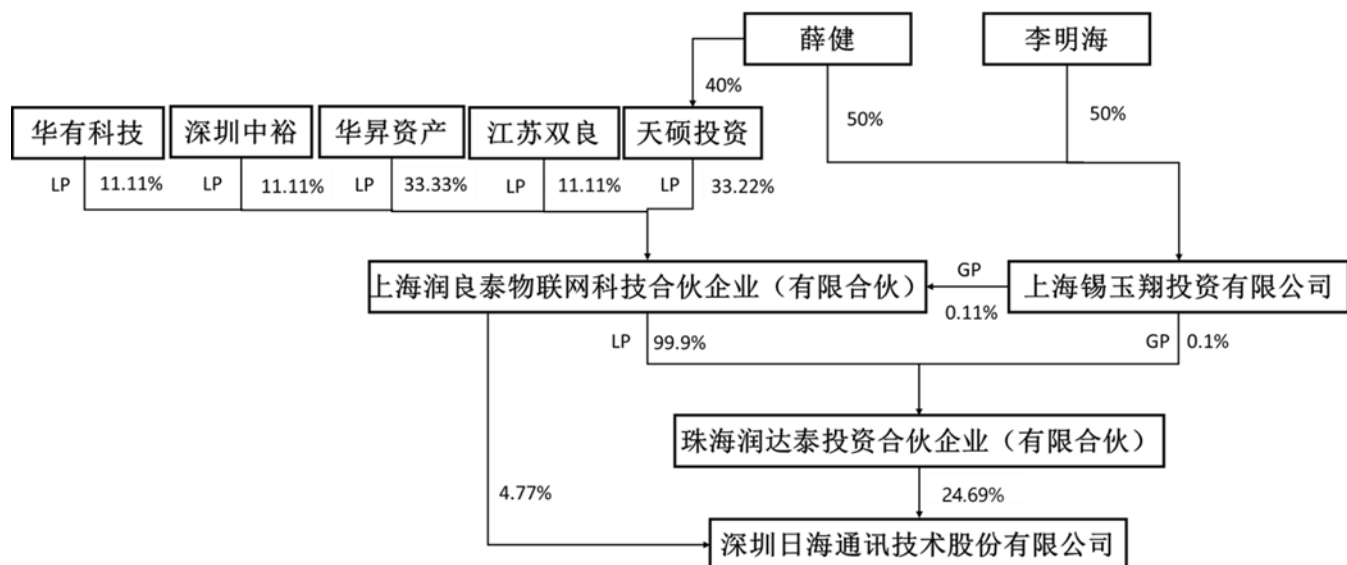 薛健
李明海
40%
50%
50%
华有科技
深圳中裕
华昇资产
江苏双良
天硕投资
LP 11.11%
LP 11.11%
LP 33.33%
LP 11.11%
LP 33.22%
上海润良泰物联网科技合伙企业（有限合伙）
GP
0.11%
上海锡玉翔投资有限公司
LP 99.9%
GP 0.1%
珠海润达泰投资合伙企业（有限合伙）
4.77%
24.69%
深圳日海通讯技术股份有限公司